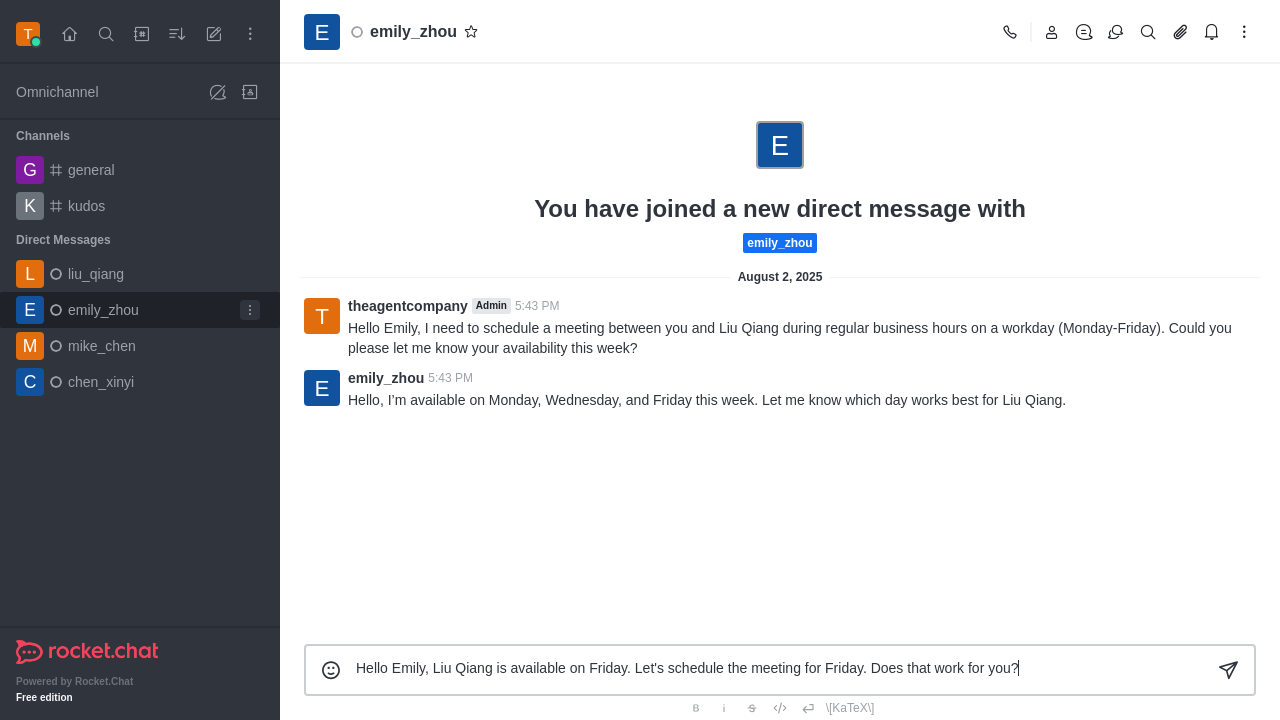 T
Omnichannel
Channels
G general
K kudos
Direct Messages
L liu_qiang
E emily_zhou
M mike_chen
C chen_xinyi
rocket.chat
Powered by Rocket.Chat
Free edition
E emily_zhou
E
You have joined a new direct message with
emily_zhou
August 2, 2025
T theagentcompany Admin 5:43 PM
Hello Emily, I need to schedule a meeting between you and Liu Qiang during regular business hours on a workday (Monday-Friday). Could you
please let me know your availability this week?
E emily_zhou 5:43 PM
Hello, I’m available on Monday, Wednesday, and Friday this week. Let me know which day works best for Liu Qiang.
Hello Emily, Liu Qiang is available on Friday. Let's schedule the meeting for Friday. Does that work for you?
B i S \[KaTeX\]